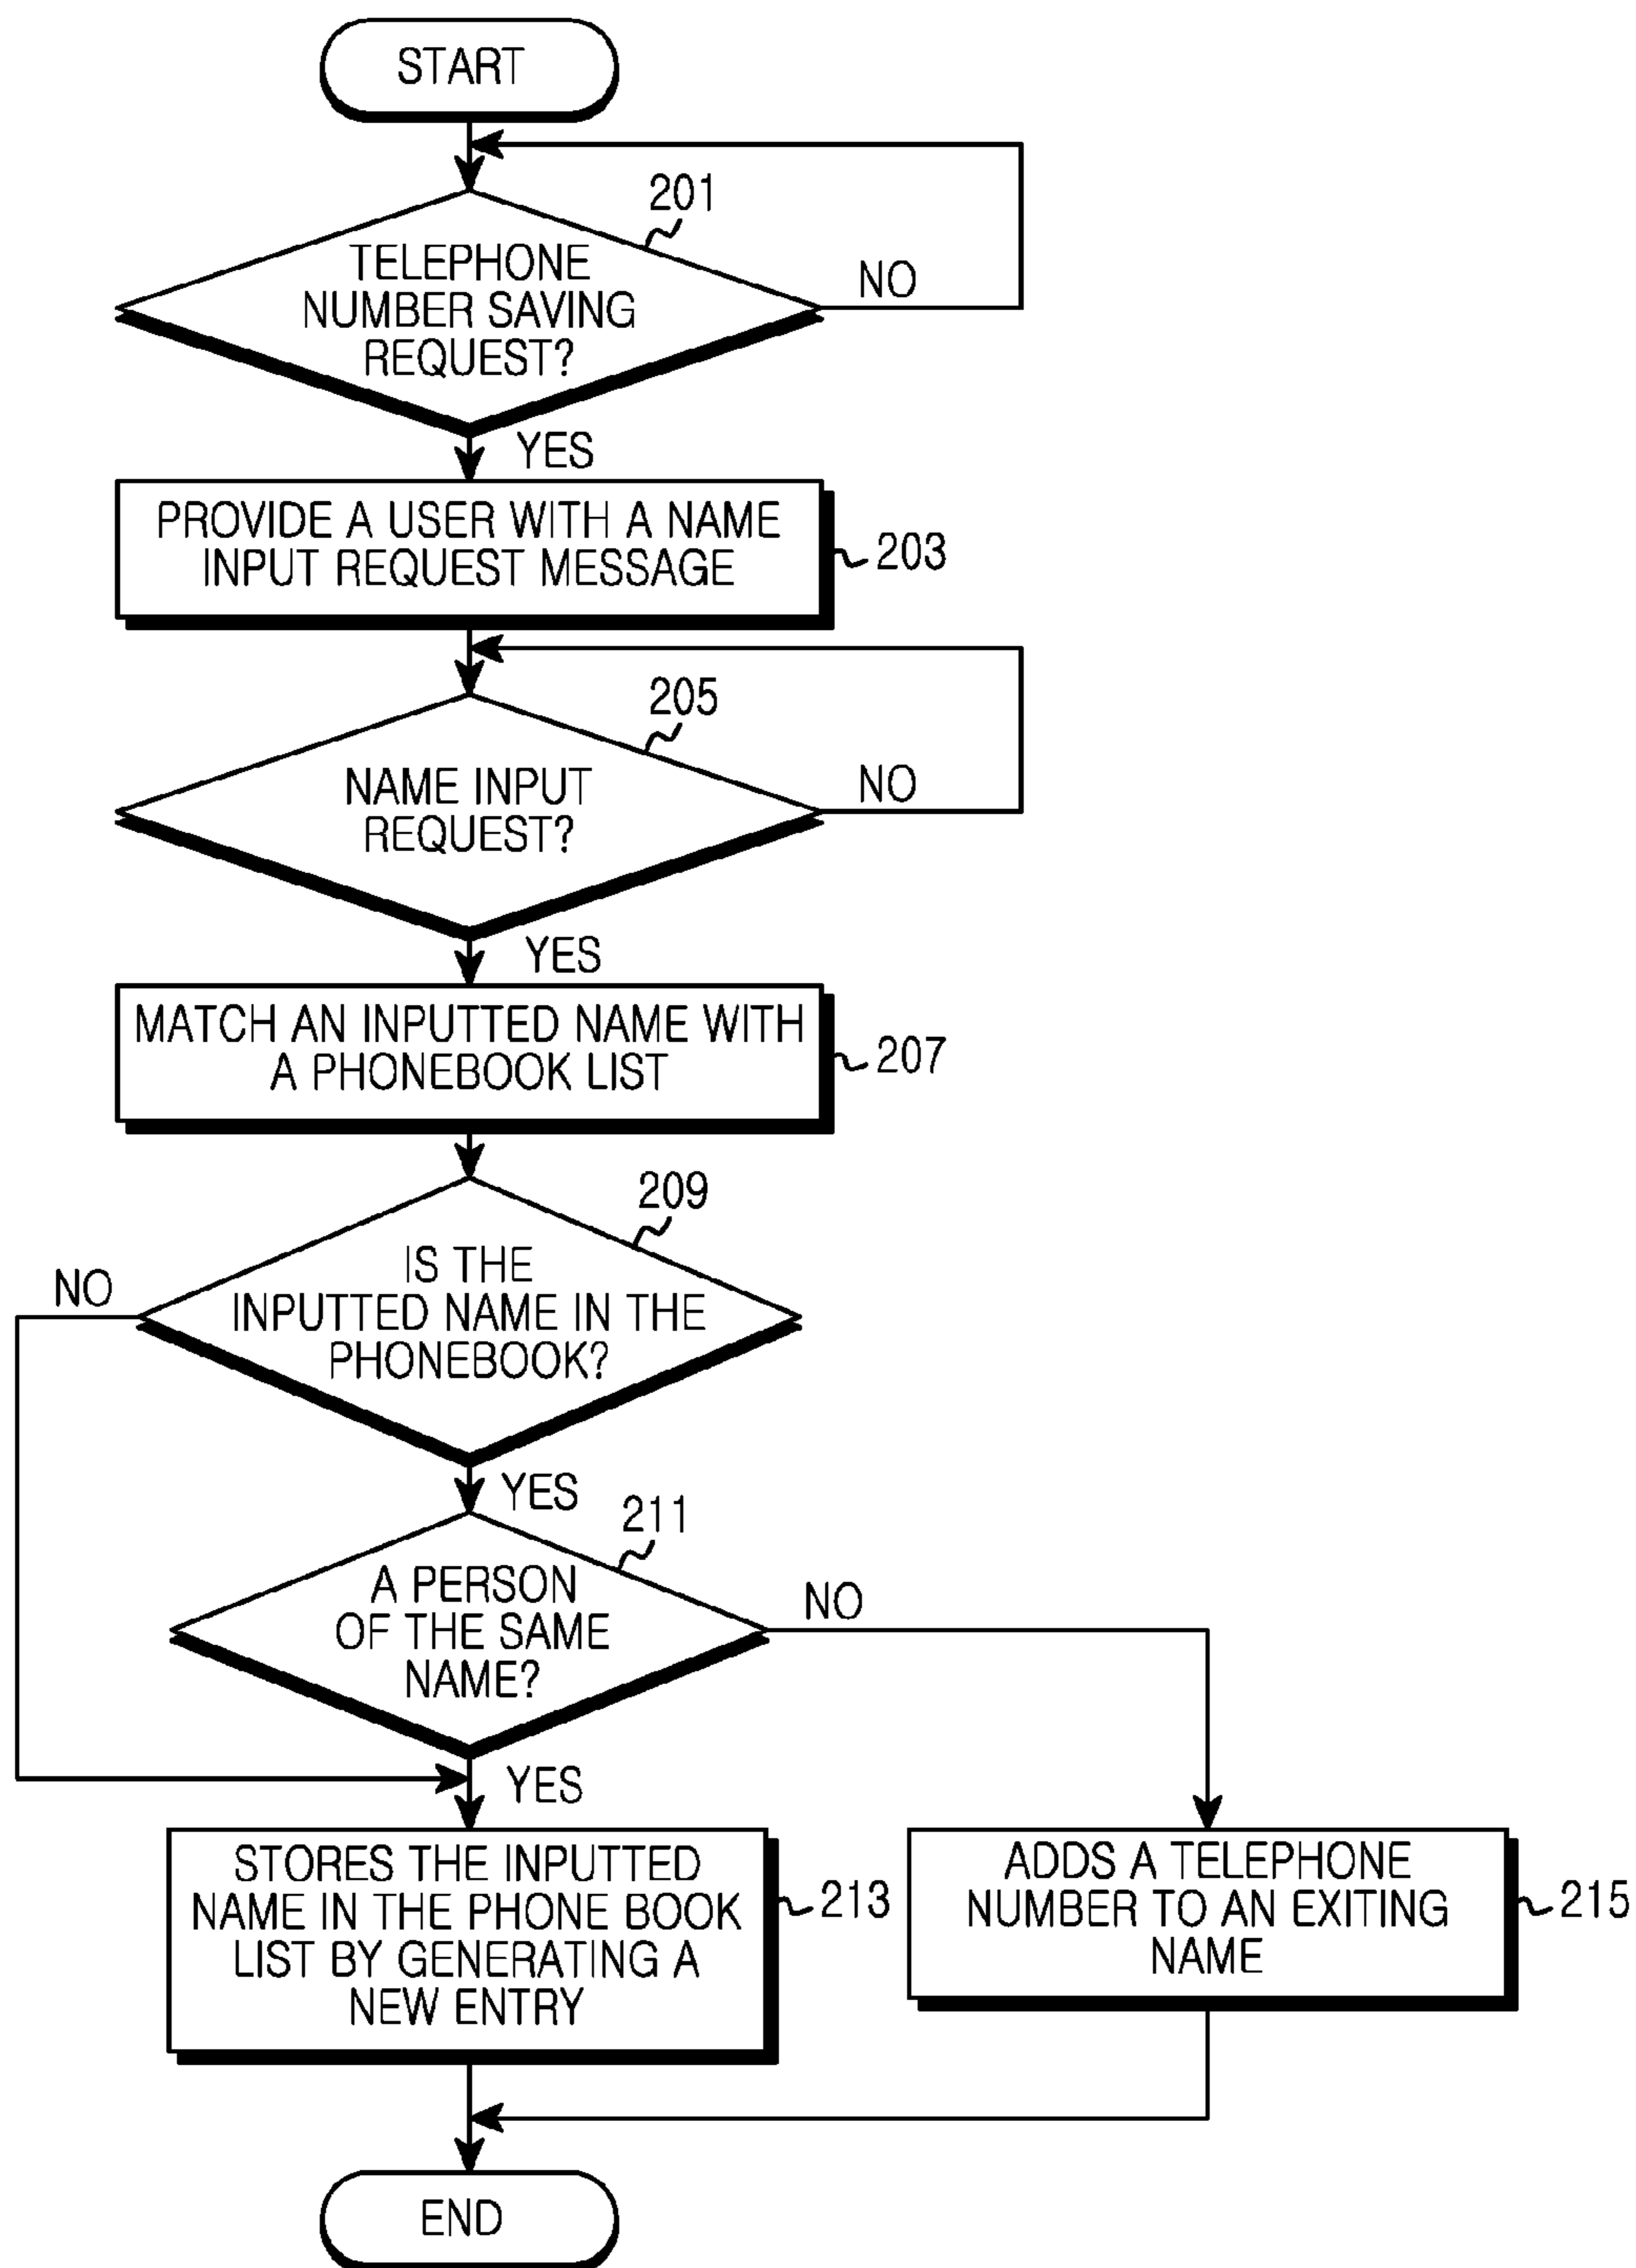 START
201
TELEPHONE
NUMBER SAVING
REQUEST?
NO
YES
PROVIDE A USER WITH A NAME
INPUT REQUEST MESSAGE
203
205
NAME INPUT
REQUEST?
NO
YES
MATCH AN INPUTTED NAME WITH
A PHONEBOOK LIST
207
209
IS THE
INPUTTED NAME IN THE
PHONEBOOK?
NO
YES
211
A PERSON
OF THE SAME
NAME?
NO
YES
STORES THE INPUTTED
NAME IN THE PHONE BOOK
LIST BY GENERATING A
NEW ENTRY
213
ADDS A TELEPHONE
NUMBER TO AN EXITING
NAME
215
END